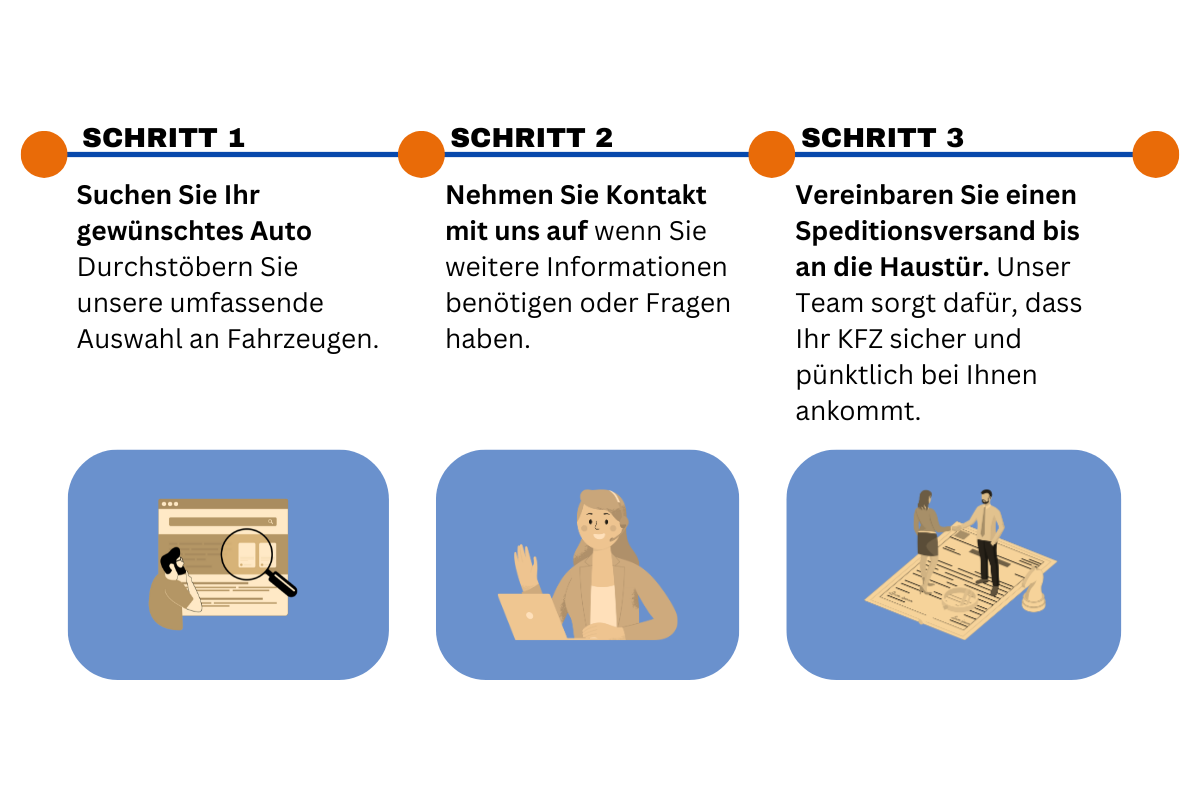 SCHRITT 1
Suchen Sie Ihr
gewünschtes Auto
Durchstöbern Sie
unsere umfassende
Auswahl an Fahrzeugen.
SCHRITT 2
Nehmen Sie Kontakt
mit uns auf wenn Sie
weitere Informationen
benötigen oder Fragen
haben.
SCHRITT 3
Vereinbaren Sie einen
Speditionsversand bis
an die Haustür. Unser
Team sorgt dafür, dass
Ihr KFZ sicher und
pünktlich bei Ihnen
ankommt.